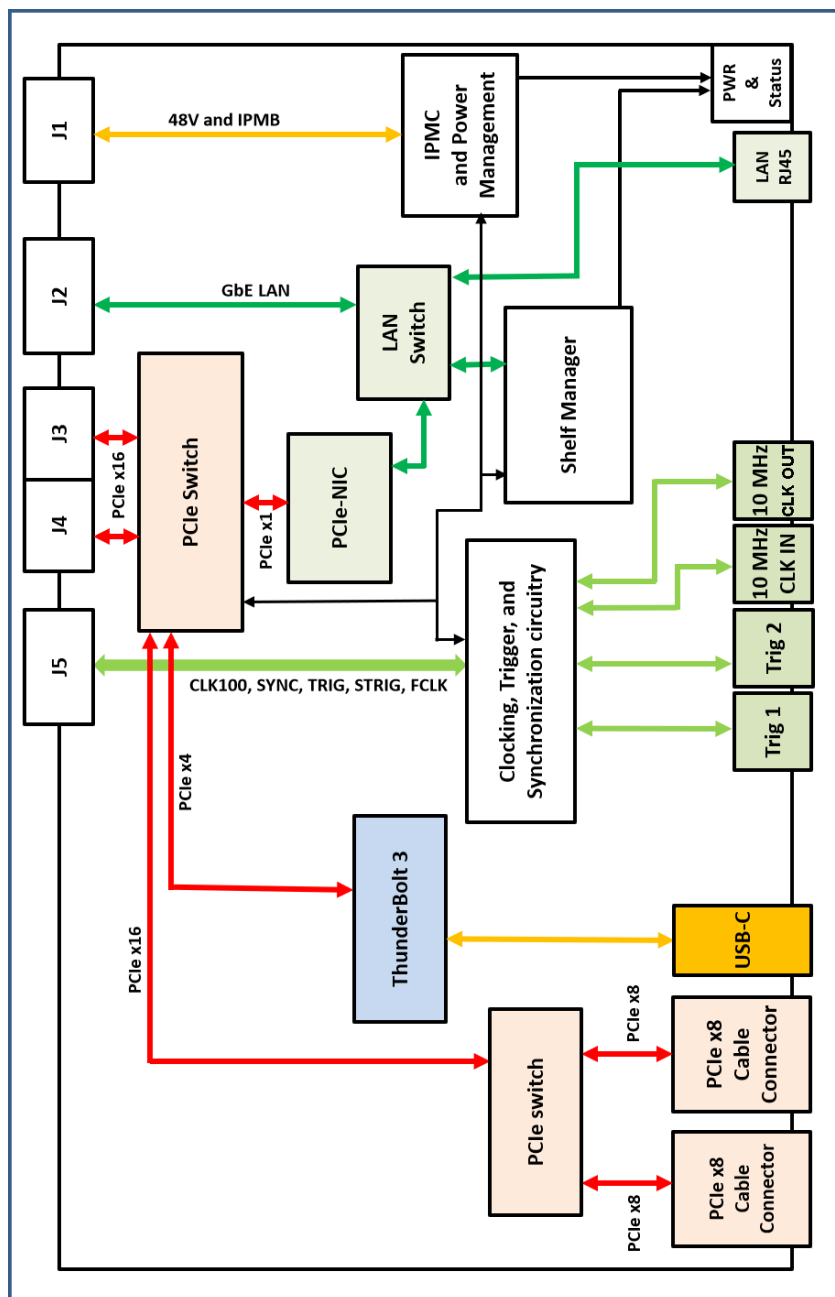 J1
J2
J3
J4
J5
48V and IPMB
GbE LAN
PCIe x16
PCIe x1
CLK100, SYNC, TRIG, STRIG, FCLK
PCIe x4
PCIe x16
IPMC
and Power
Management
LAN
Switch
PCIe Switch
PCIe-NIC
Shelf Manager
Clocking, Trigger, and
Synchronization circuitry
ThunderBolt 3
PCIe switch
PCIe x8
PCIe x8
PWR
&
Status
LAN
RJ45
10 MHz
CLK OUT
10 MHz
CLK IN
Trig 2
Trig 1
USB-C
PCIe x8
Cable
Connector
PCIe x8
Cable
Connector